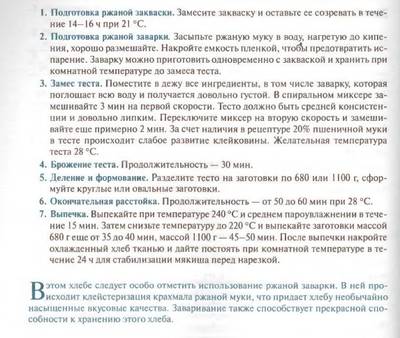 1. Подготовка ржаной закваски. Замесите закваску и оставьте ее созревать в тече-
ние 14–16 ч при 21 °C.
2. Подготовка ржаной заварки. Засыпьте ржаную муку в воду, нагретую до кипе-
ния, хорошо размешайте. Накройте емкость пленкой, чтобы предотвратить ис-
парение. Заварку можно приготовить одновременно с закваской и хранить при
комнатной температуре до замеса теста.
3. Замес теста. Поместите в дежу все ингредиенты, в том числе заварку, которая
поглощает всю воду и получается довольно густой. В спиральном миксере за-
мешивайте 3 мин на первой скорости. Тесто должно быть средней консистен-
ции и довольно липким. Переключите миксер на вторую скорость и замеши-
вайте еще примерно 2 мин. За счет наличия в рецептуре 20% пшеничной муки
в тесте происходит слабое развитие клейковины. Желательная температура
теста 28 °C.
4. Брожение теста. Продолжительность — 30 мин.
5. Деление и формование. Разделите тесто на заготовки по 680 или 1100 г, сфор-
муйте круглые или овальные заготовки.
6. Окончательная расстойка. Продолжительность — от 50 до 60 мин при 28 °C.
7. Выпечка. Выпекайте при температуре 240 °C и среднем пароувлажнении в тече-
ние 15 мин. Затем снизьте температуру до 220 °C и выпекайте заготовки массой
680 г еще от 35 до 40 мин, массой 1100 г — 45–50 мин. После выпечки накройте
охлажденный хлеб тканью и дайте постоять при комнатной температуре в те-
чение 24 ч для стабилизации мякиша перед нарезкой.
В этом хлебе следует особо отметить использование ржаной заварки. В ней про-
исходит клейстеризация крахмала ржаной муки, что придает хлебу необычайно
насыщенные вкусовые качества. Заваривание также способствует прекрасной спо-
собности к хранению этого хлеба.